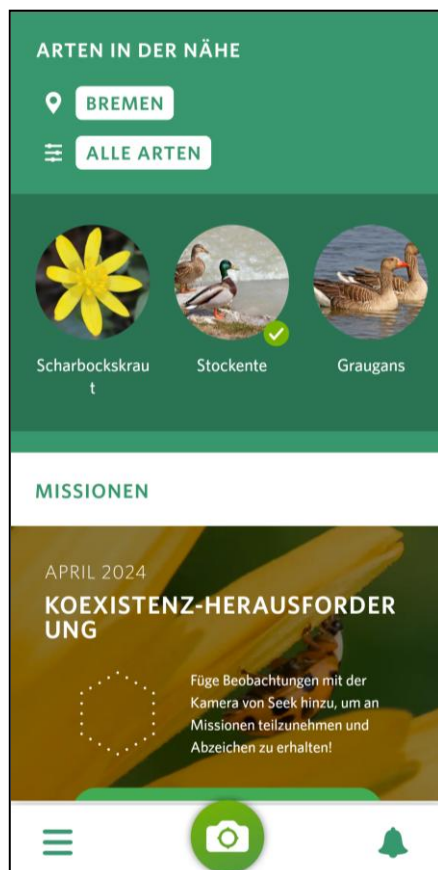 ARTEN IN DER NÄHE
BREMEN
ALLE ARTEN
Scharbockskrau
t
Stockente
Graugans
MISSIONEN
APRIL 2024
KOEXISTENZ-HERAUSFORDER
UNG
Füge Beobachtungen mit der
Kamera von Seek hinzu, um an
Missionen teilzunehmen und
Abzeichen zu erhalten!